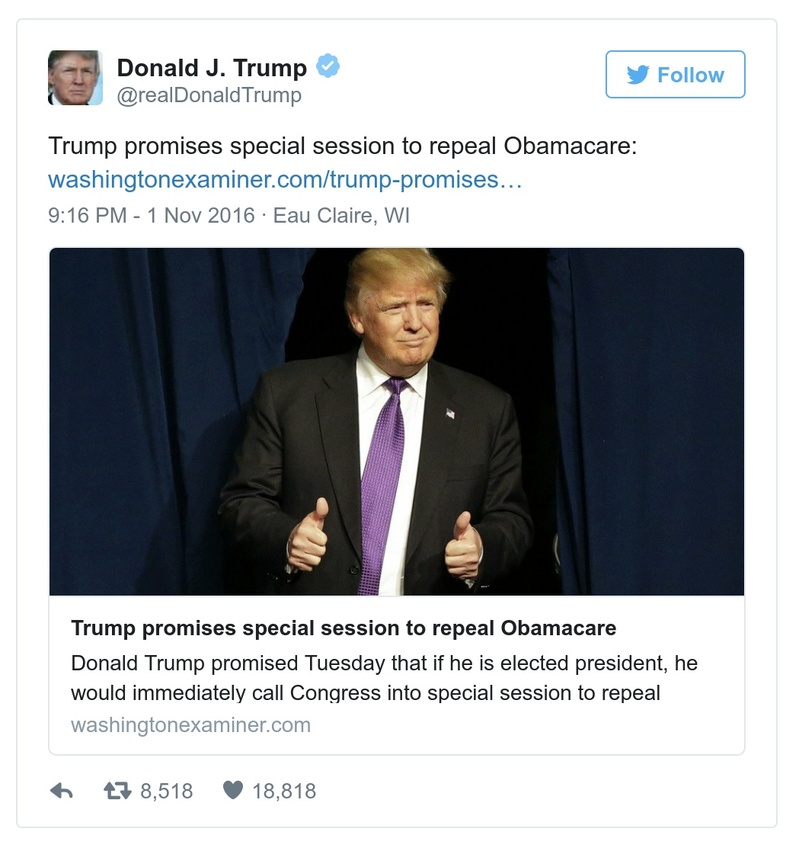 Donald J. Trump
@realDonaldTrump
Follow
Trump promises special session to repeal Obamacare:
washingtonexaminer.com/trump-promises…
9:16 PM - 1 Nov 2016 · Eau Claire, WI
Trump promises special session to repeal Obamacare
Donald Trump promised Tuesday that if he is elected president, he
would immediately call Congress into special session to repeal
washingtonexaminer.com
8,518 18,818